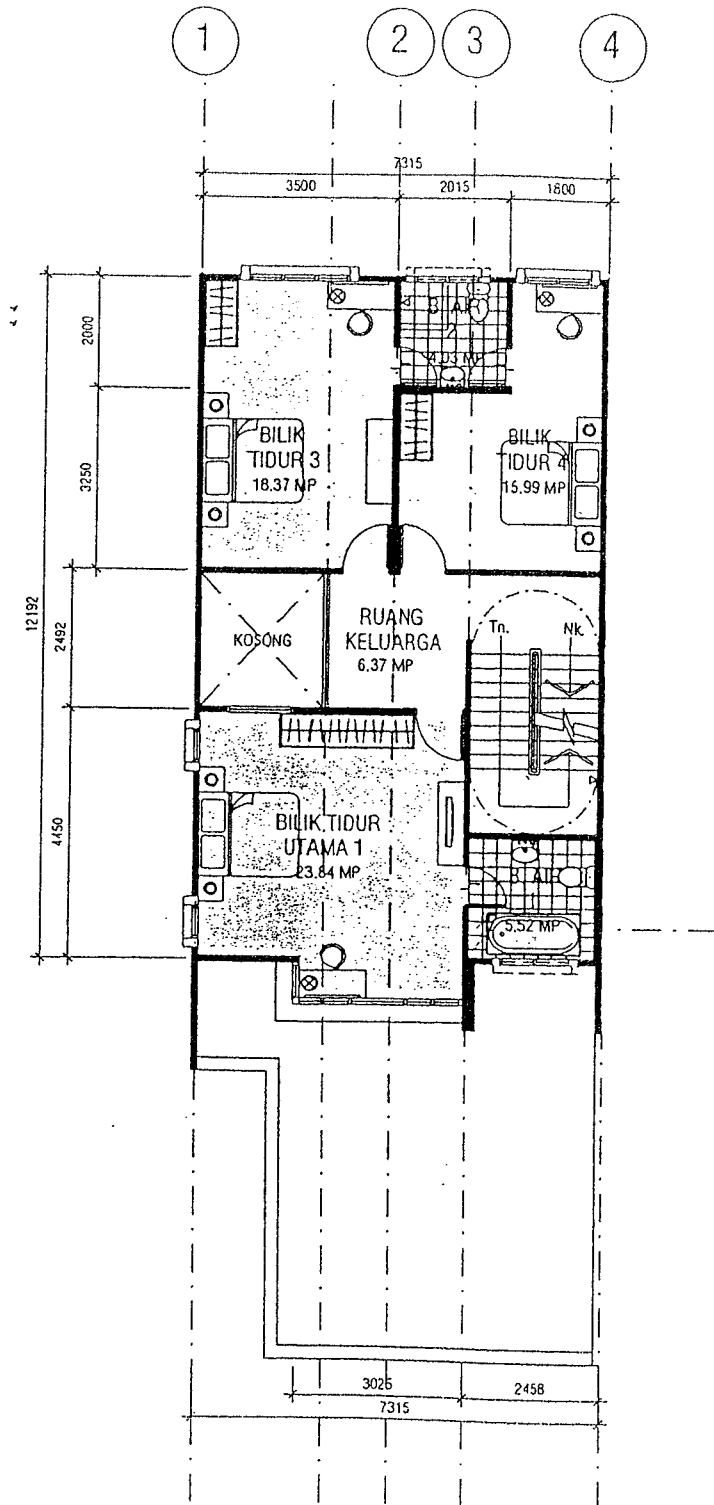 1 2 3 4
7315
3500 2015 1800
2000
3250
12192
2492
4450
B. AIR
2
4.03 MP
BILIK
TIDUR 3
18.37 MP
BILIK
TIDUR 4
15.99 MP
KOSONG
RUANG
KELUARGA
6.37 MP
Tn. Nk.
BILIK TIDUR
UTAMA 1
23.84 MP
B. AIR
1
5.52 MP
3026 2458
7315